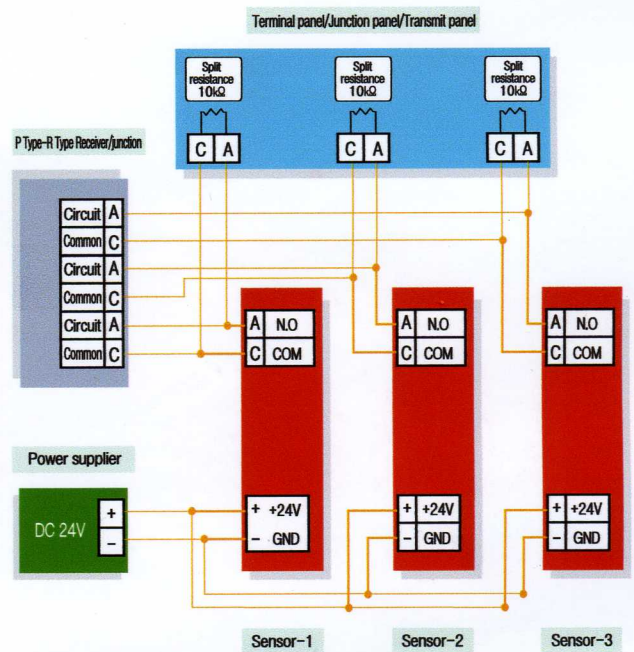 Terminal panel/Junction panel/Transmit panel
Split
resistance
10kΩ
Split
resistance
10kΩ
Split
resistance
10kΩ
C A
C A
C A
P Type-R Type Receiver/junction
Circuit A
Common C
Circuit A
Common C
Circuit A
Common C
A N.O
C COM
A N.O
C COM
A N.O
C COM
Power supplier
DC 24V
+
-
+ +24V
- GND
+ +24V
- GND
+ +24V
- GND
Sensor-1
Sensor-2
Sensor-3